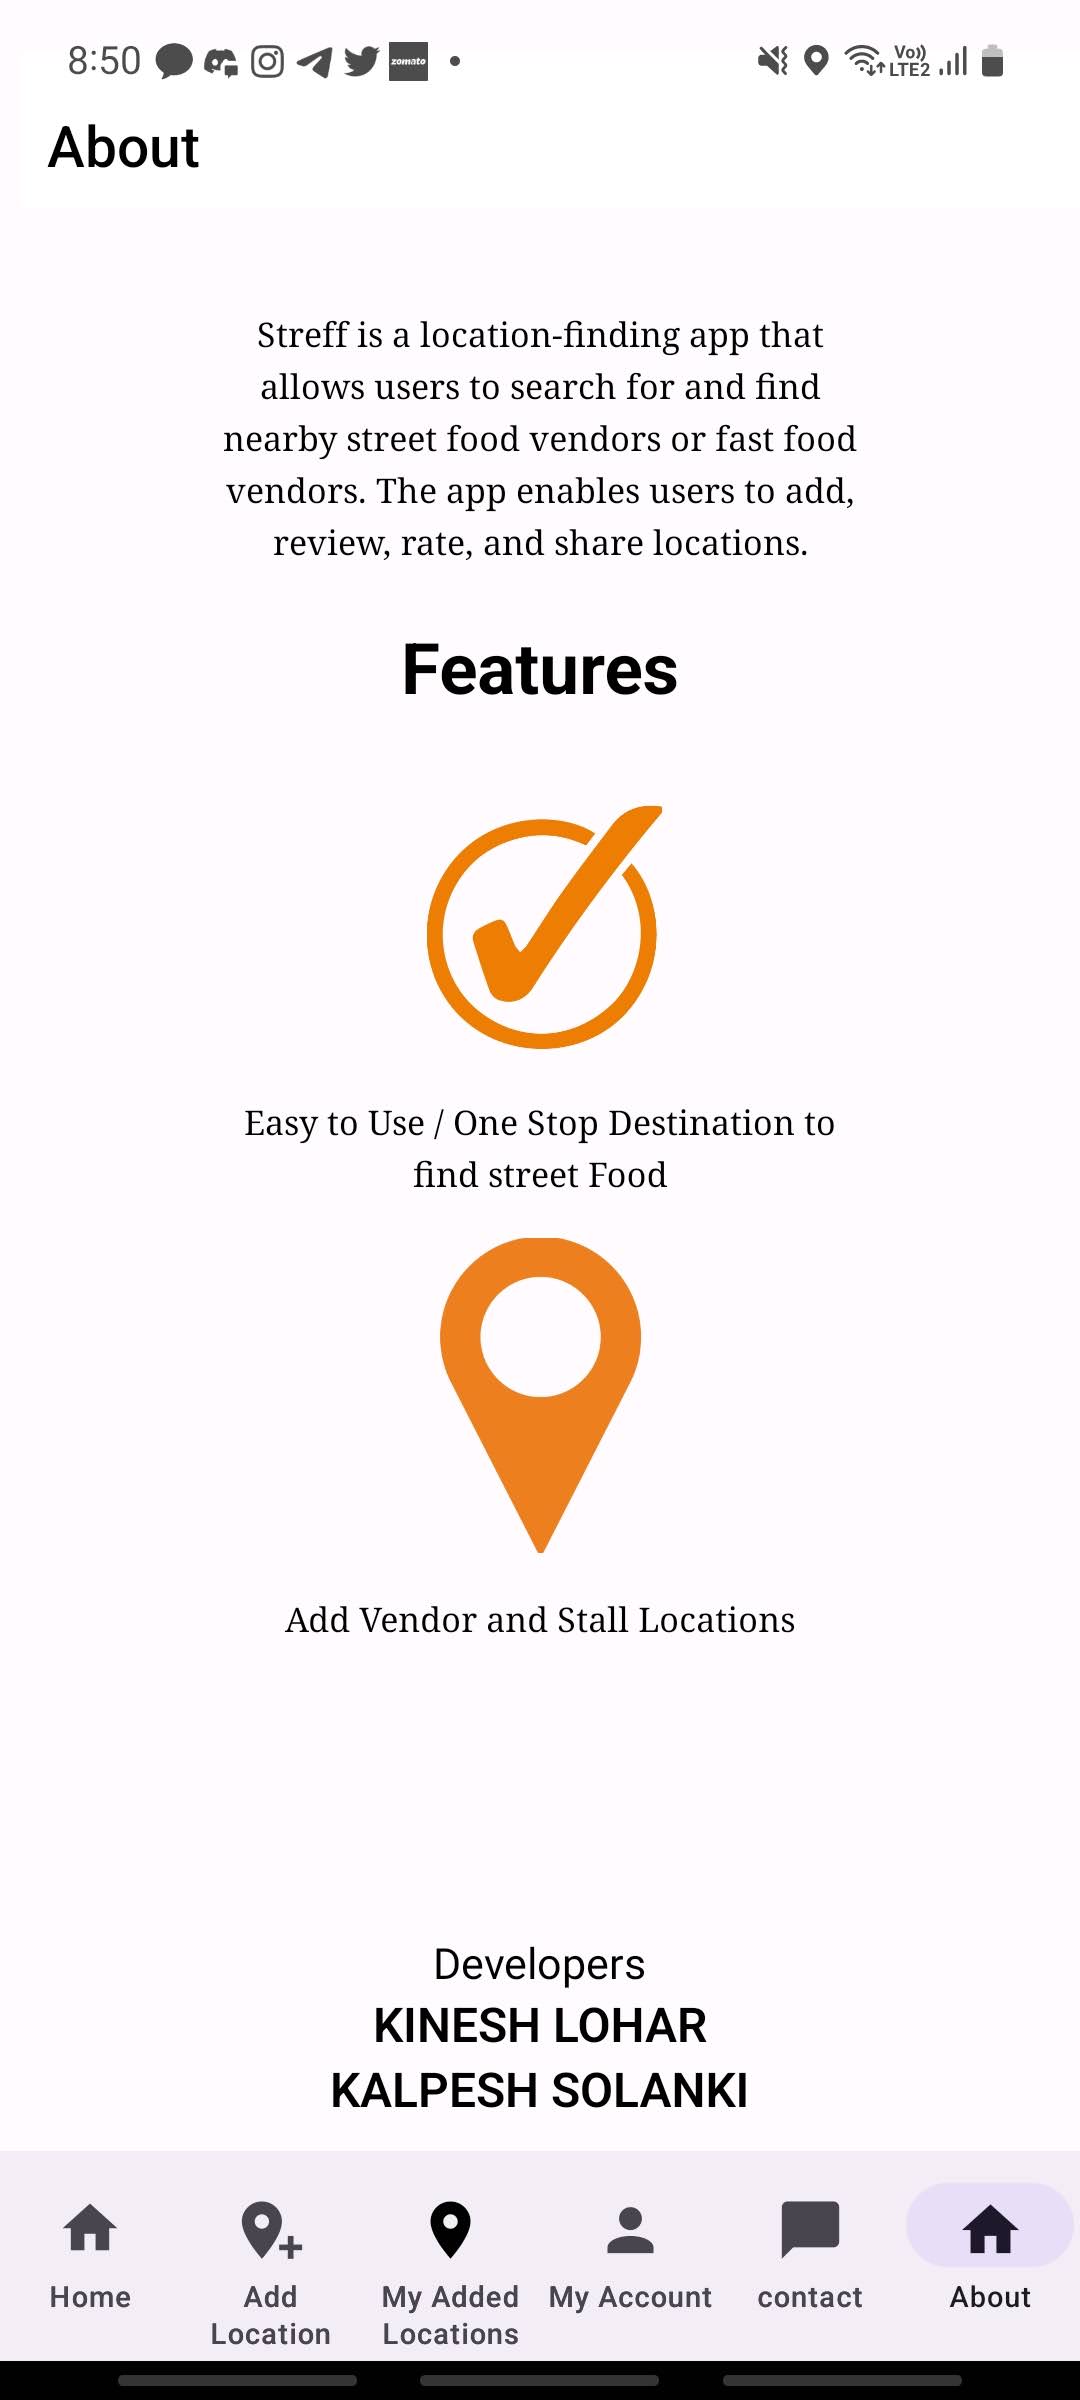 8:50
zomato
Vo))
LTE2
About
Streff is a location-finding app that
allows users to search for and find
nearby street food vendors or fast food
vendors. The app enables users to add,
review, rate, and share locations.
Features
Easy to Use / One Stop Destination to
find street Food
Add Vendor and Stall Locations
Developers
KINESH LOHAR
KALPESH SOLANKI
Home
Add
Location
My Added
Locations
My Account
contact
About